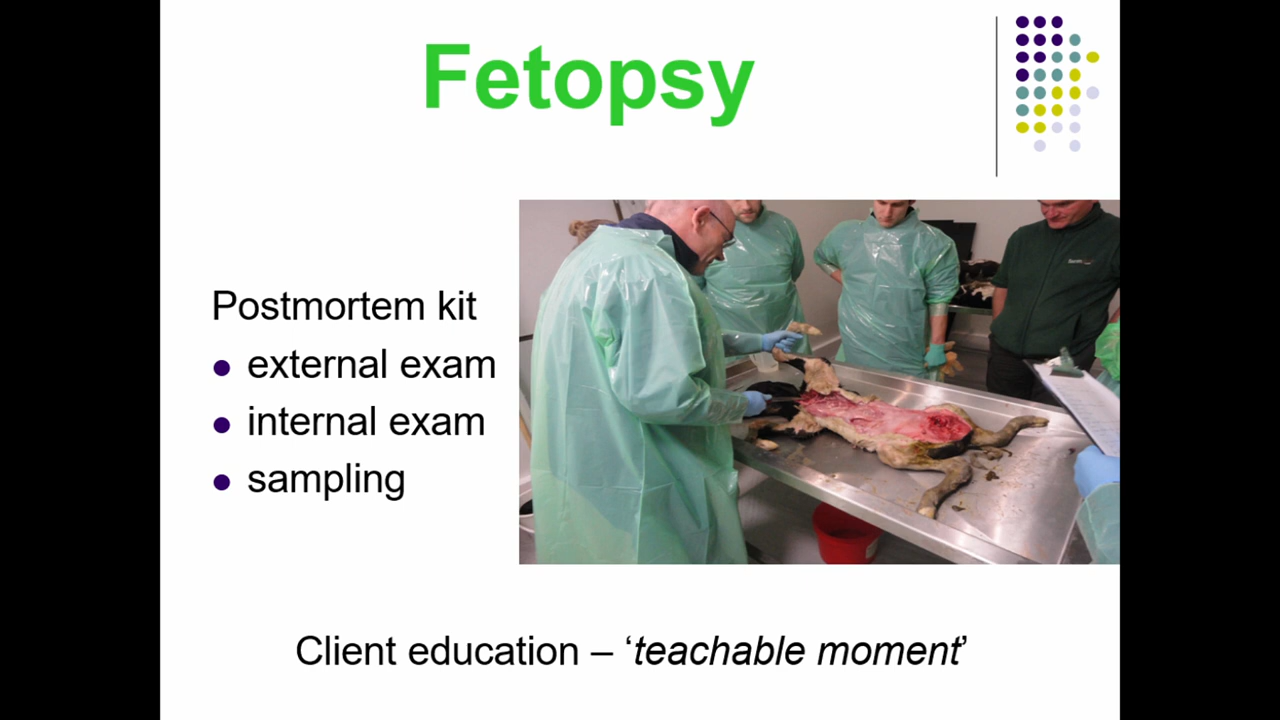 Fetopsy
Postmortem kit
external exam
internal exam
sampling
Client education – ‘teachable moment’